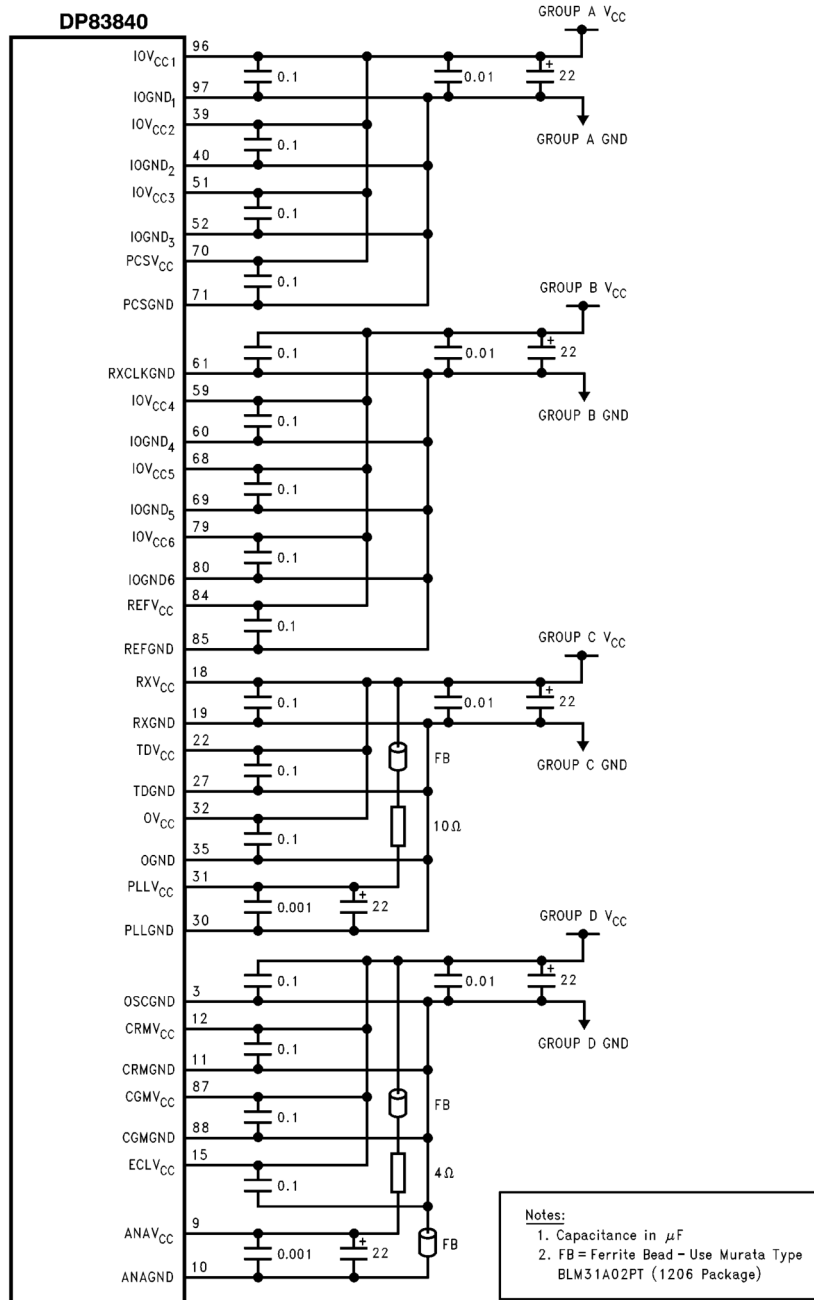 DP83840
GROUP A VCC
IOVCC1 96
0.1
0.01
+
22
IOGND1 97
GROUP A GND
IOVCC2 39
0.1
IOGND2 40
IOVCC3 51
0.1
IOGND3 52
PCSVCC 70
0.1
PCSGND 71
GROUP B VCC
0.1
0.01
+
22
RXCLKGND 61
GROUP B GND
IOVCC4 59
0.1
IOGND4 60
IOVCC5 68
0.1
IOGND5 69
IOVCC6 79
0.1
IOGND6 80
REFVCC 84
0.1
REFGND 85
GROUP C VCC
RXVCC 18
0.1
0.01
+
22
RXGND 19
GROUP C GND
TDVCC 22
FB
0.1
TDGND 27
OVCC 32
10Ω
0.1
OGND 35
PLLVCC 31
0.001
+
22
PLLGND 30
GROUP D VCC
0.1
0.01
+
22
OSCGND 3
GROUP D GND
CRMVCC 12
0.1
CRMGND 11
CGMVCC 87
FB
0.1
CGMGND 88
ECLVCC 15
4Ω
0.1
ANAVCC 9
0.001
+
22
FB
ANAGND 10
Notes:
1. Capacitance in μF
2. FB = Ferrite Bead – Use Murata Type
BLM31A02PT (1206 Package)